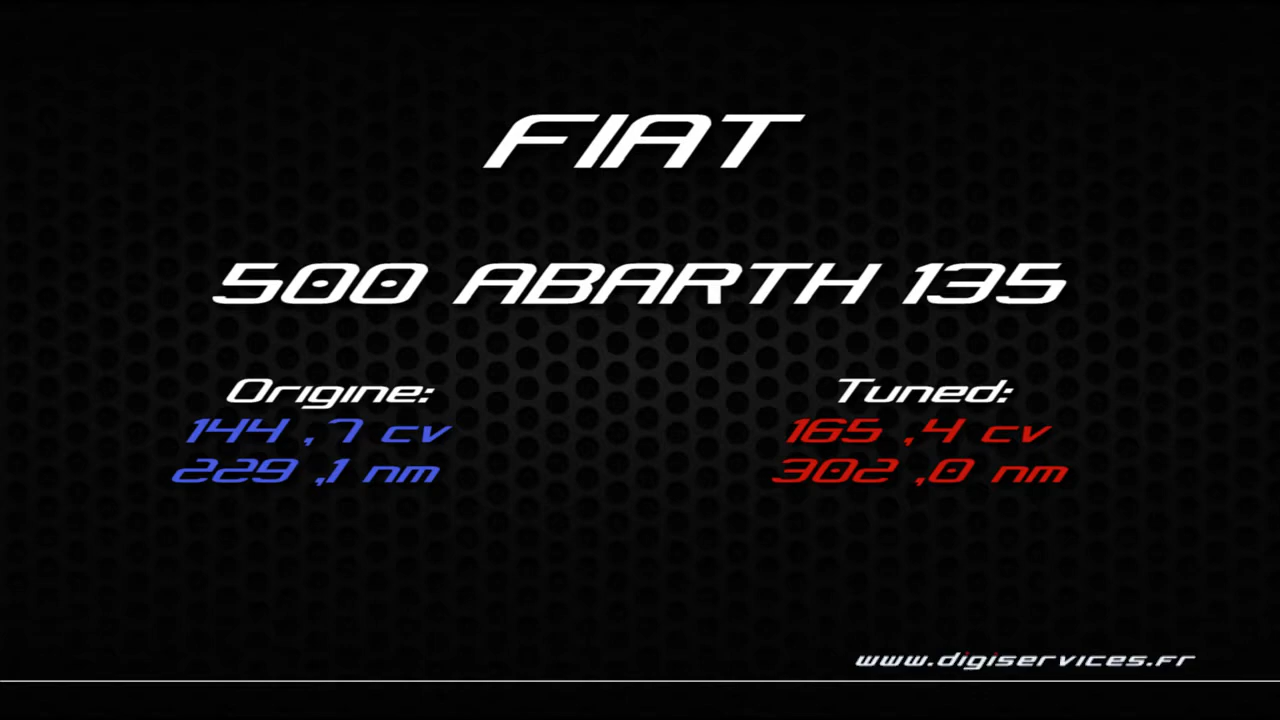 FIAT
500 ABARTH 135
Origine:
144 ,7 cv
229 ,1 nm
Tuned:
165 ,4 cv
302 ,0 nm
www.digiservices.fr